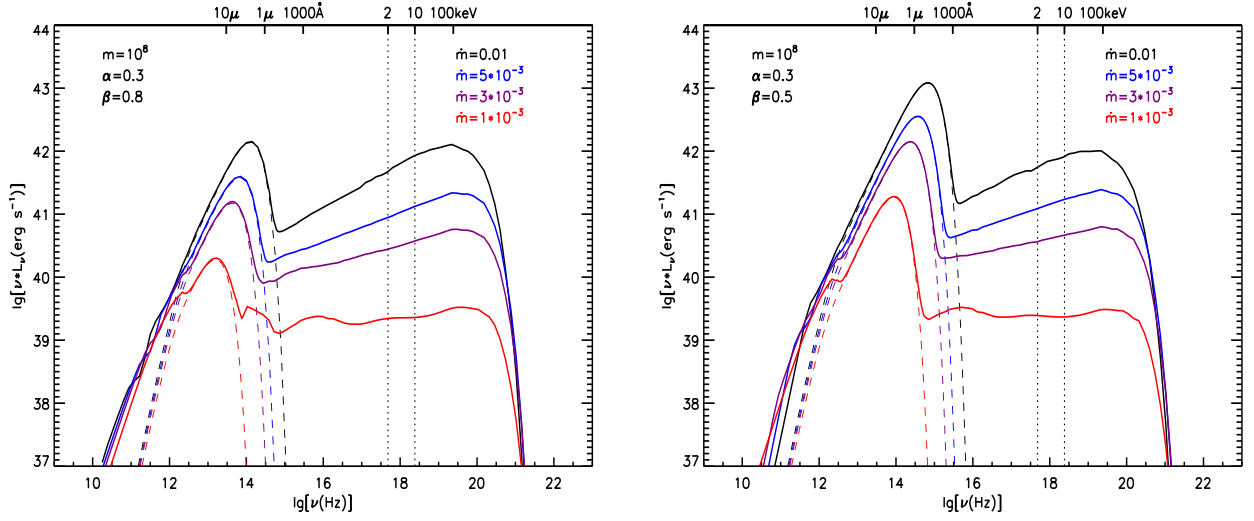 10μ 1μ 1000Å 2 10 100keV
44
43
42
41
40
39
38
37
lg[ν*Lν(erg s⁻¹)]
m=10⁸
α=0.3
β=0.8
ṁ=0.01
ṁ=5*10⁻³
ṁ=3*10⁻³
ṁ=1*10⁻³
10 12 14 16 18 20 22
lg[ν(Hz)]
10μ 1μ 1000Å 2 10 100keV
44
43
42
41
40
39
38
37
lg[ν*Lν(erg s⁻¹)]
m=10⁸
α=0.3
β=0.5
ṁ=0.01
ṁ=5*10⁻³
ṁ=3*10⁻³
ṁ=1*10⁻³
10 12 14 16 18 20 22
lg[ν(Hz)]